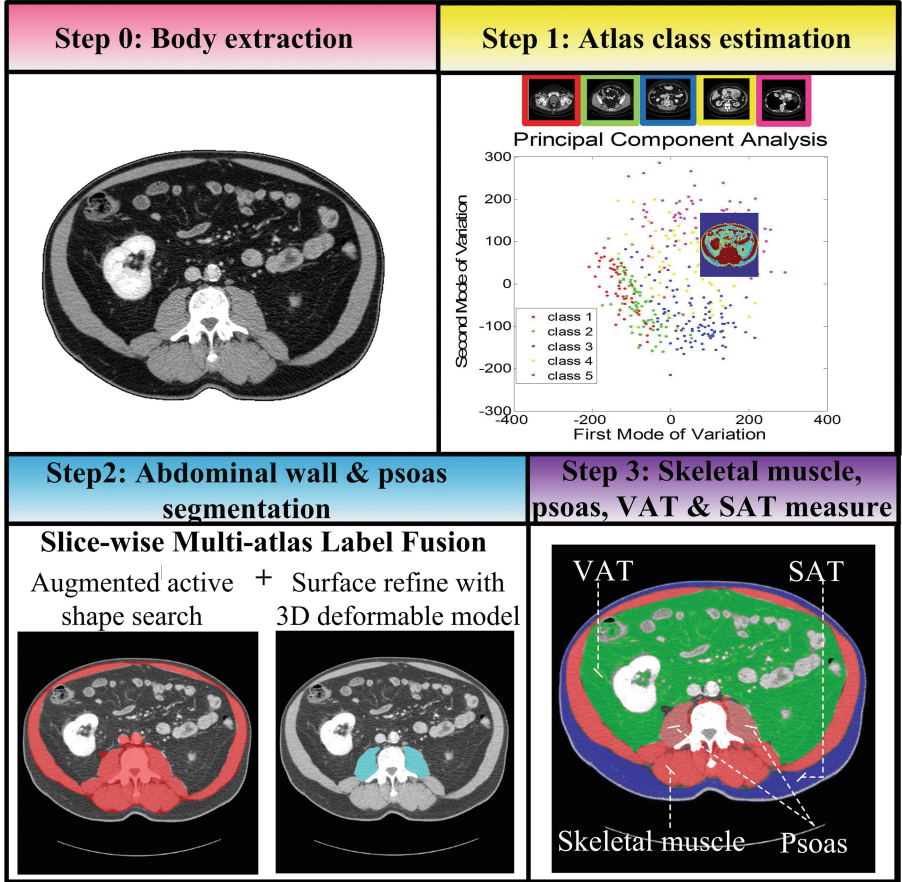 Step 0: Body extraction
Step 1: Atlas class estimation
Principal Component Analysis
300
200
100
0
-100
-200
-300
Second Mode of Variation
class 1
class 2
class 3
class 4
class 5
-400
-200
0
200
400
First Mode of Variation
Step2: Abdominal wall & psoas
segmentation
Slice-wise Multi-atlas Label Fusion
Augmented active
shape search
+
Surface refine with
3D deformable model
Step 3: Skeletal muscle,
psoas, VAT & SAT measure
VAT
SAT
Skeletal muscle
Psoas